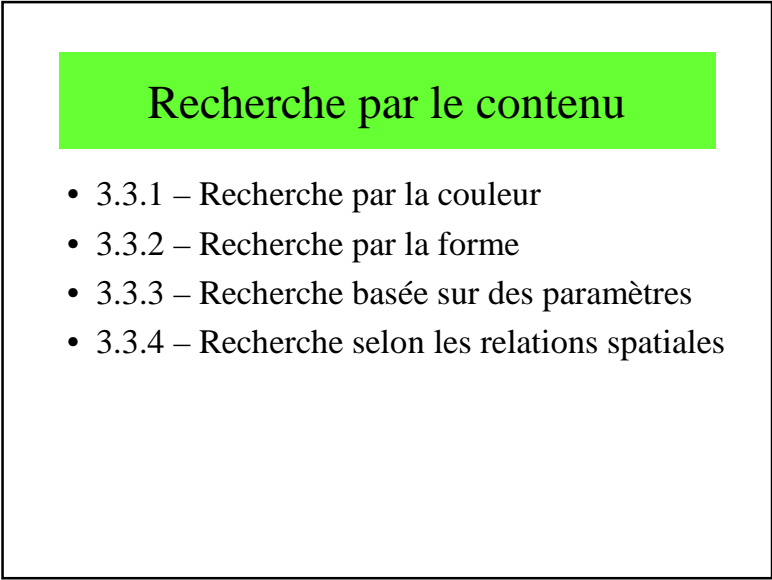 Recherche par le contenu
• 3.3.1 – Recherche par la couleur
• 3.3.2 – Recherche par la forme
• 3.3.3 – Recherche basée sur des paramètres
• 3.3.4 – Recherche selon les relations spatiales